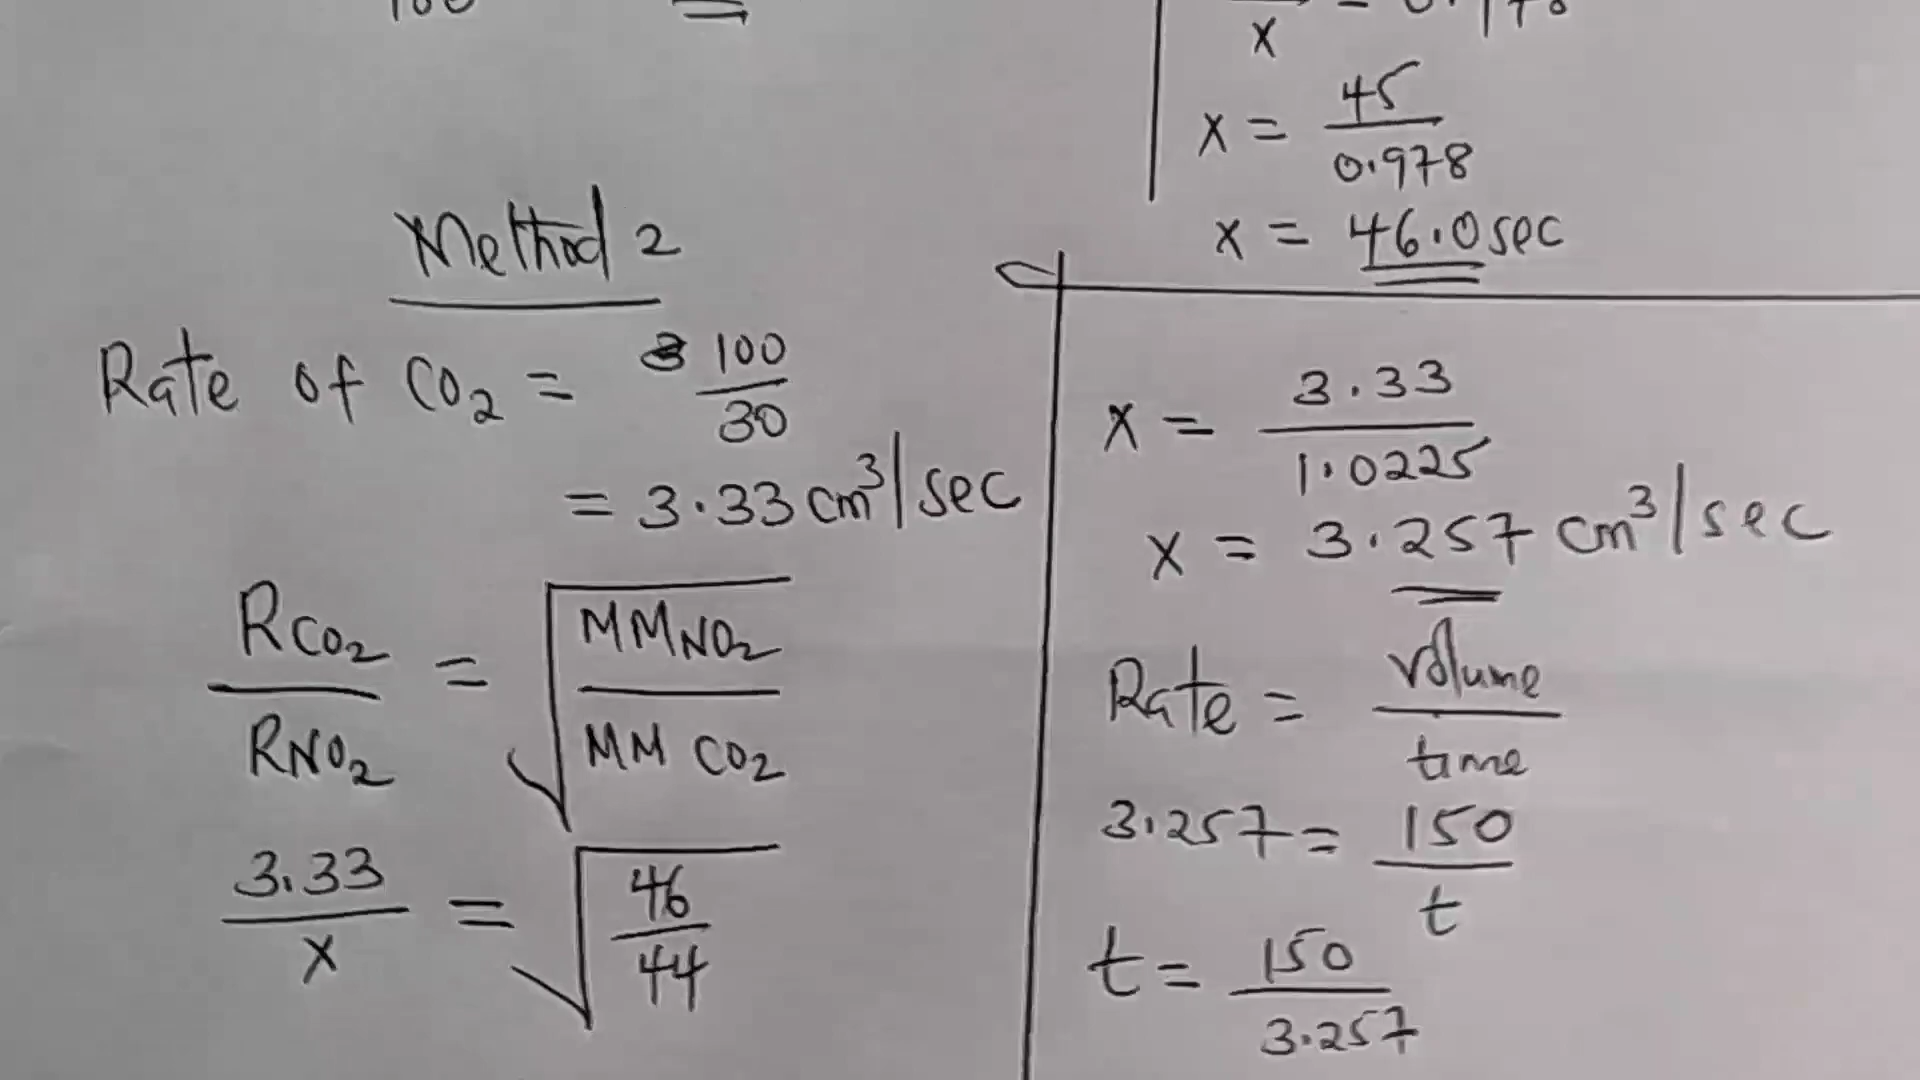 100
x
x = 45/0.978
x = 46.0sec
Method 2
Rate of CO₂ = 100/30
= 3.33 cm³/sec
RCO₂/RNO₂ = √(MMNO₂/MM CO₂)
3.33/x = √(46/44)
x = 3.33/1.0225
x = 3.257 cm³/sec
Rate = volume/time
3.257 = 150/t
t = 150/3.257